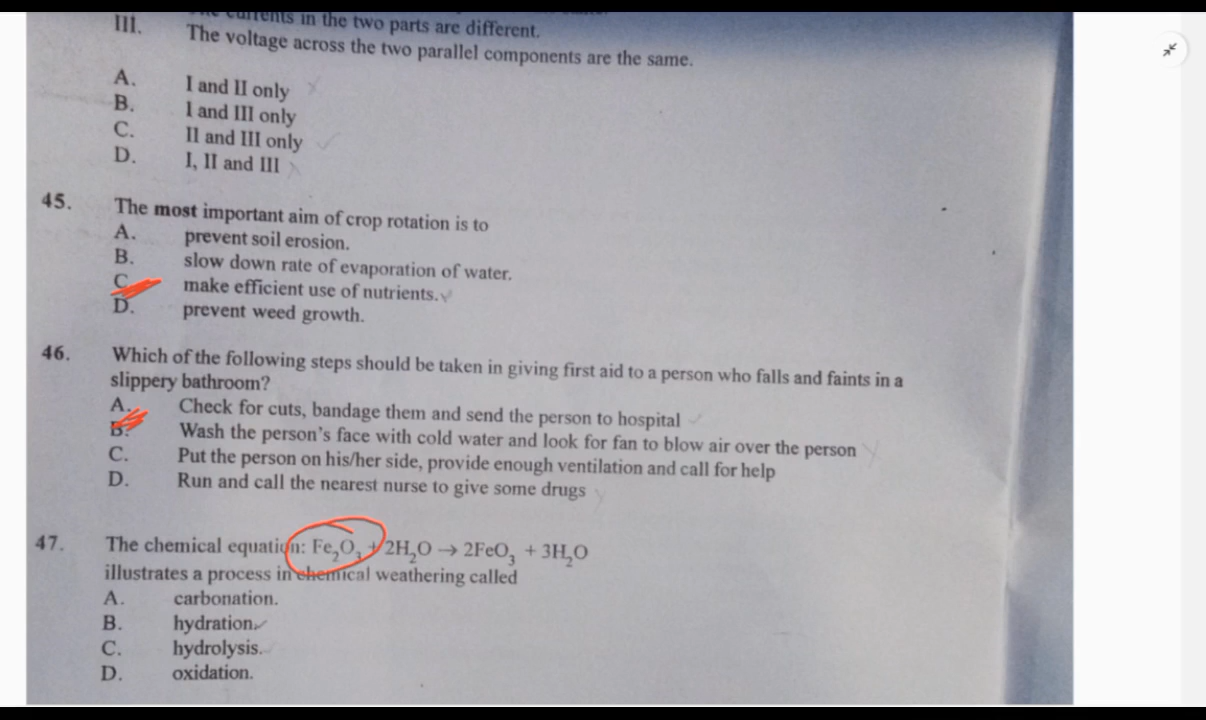 currents in the two parts are different.
III. The voltage across the two parallel components are the same.
A. I and II only
B. I and III only
C. II and III only
D. I, II and III
45. The most important aim of crop rotation is to
A. prevent soil erosion.
B. slow down rate of evaporation of water.
C make efficient use of nutrients.
D. prevent weed growth.
46. Which of the following steps should be taken in giving first aid to a person who falls and faints in a
slippery bathroom?
A. Check for cuts, bandage them and send the person to hospital
B. Wash the person's face with cold water and look for fan to blow air over the person
C. Put the person on his/her side, provide enough ventilation and call for help
D. Run and call the nearest nurse to give some drugs
47. The chemical equation: Fe₂O₃ + 2H₂O → 2FeO₃ + 3H₂O
illustrates a process in chemical weathering called
A. carbonation.
B. hydration.
C. hydrolysis.
D. oxidation.